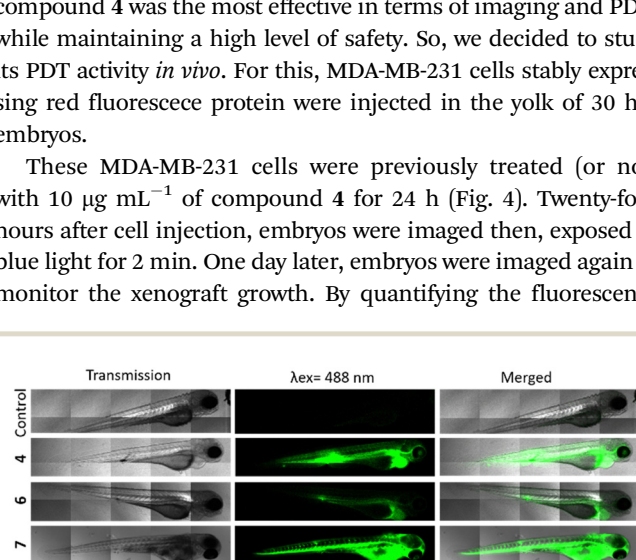 compound 4 was the most effective in terms of imaging and PD
while maintaining a high level of safety. So, we decided to stu
its PDT activity in vivo. For this, MDA-MB-231 cells stably expre
sing red fluorescece protein were injected in the yolk of 30 h
embryos.
These MDA-MB-231 cells were previously treated (or no
with 10 μg mL⁻¹ of compound 4 for 24 h (Fig. 4). Twenty-fo
hours after cell injection, embryos were imaged then, exposed
blue light for 2 min. One day later, embryos were imaged again
monitor the xenograft growth. By quantifying the fluorescen
Transmission λex= 488 nm Merged
Control
4
6
7